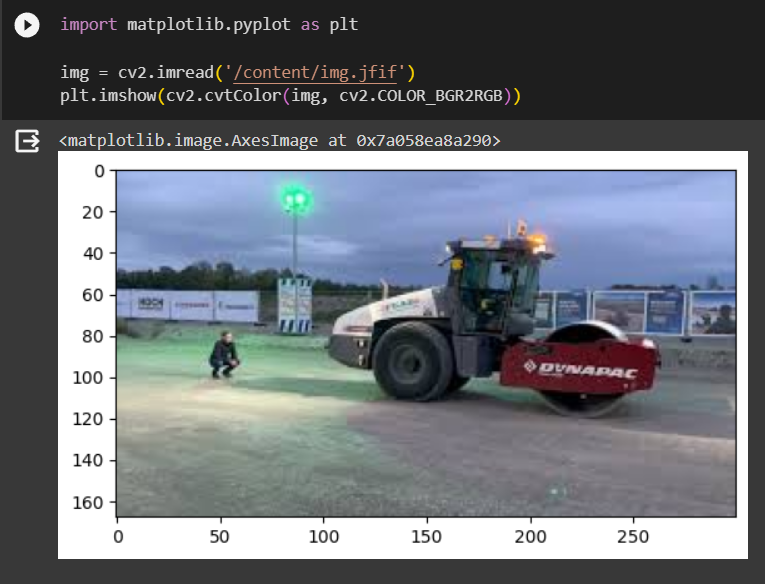 import matplotlib.pyplot as plt
img = cv2.imread('/content/img.jfif')
plt.imshow(cv2.cvtColor(img, cv2.COLOR_BGR2RGB))
<matplotlib.image.AxesImage at 0x7a058ea8a290>
0
20
40
60
80
100
120
140
160
HOCH
DYNAPAC
0 50 100 150 200 250